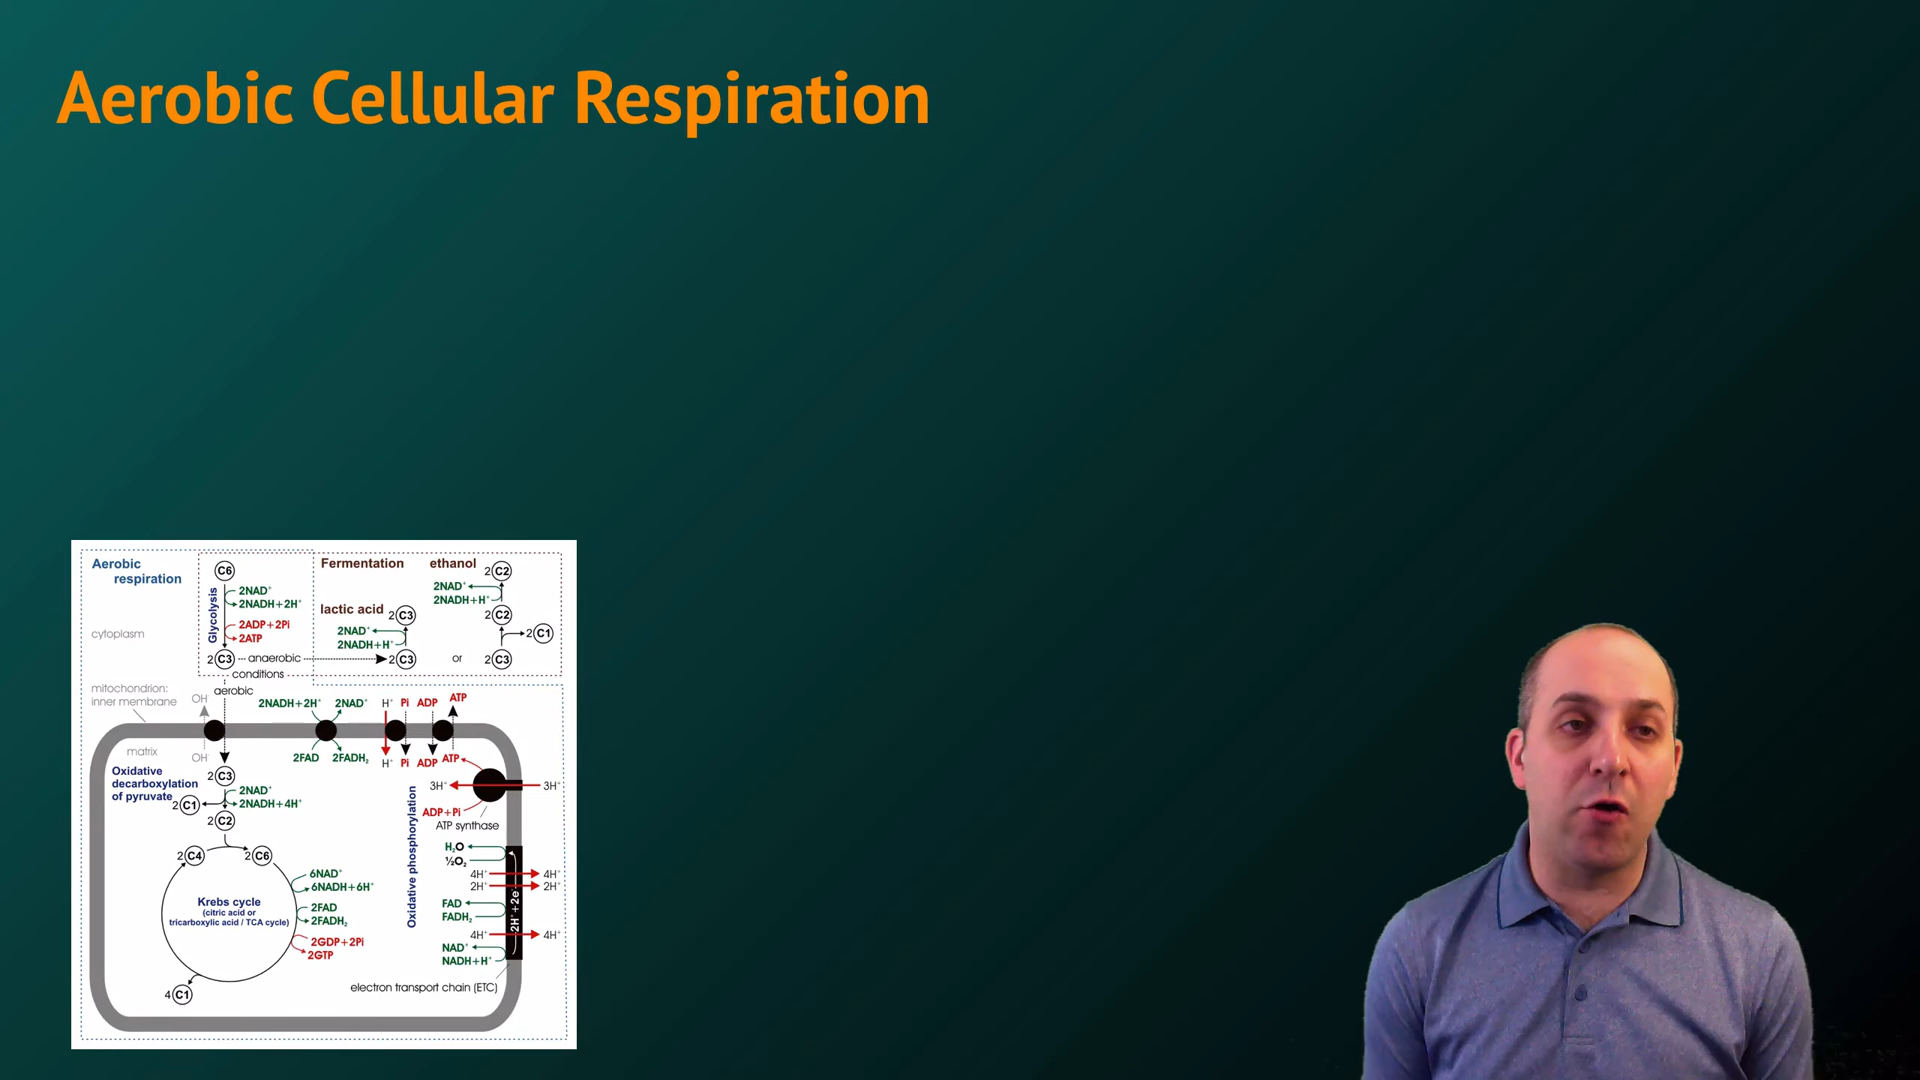 Aerobic Cellular Respiration
Aerobic
respiration
C6
Glycolysis
2NAD⁺
2NADH+2H⁺
2ADP+2Pi
2ATP
cytoplasm
2 C3
anaerobic
conditions
aerobic
Fermentation
lactic acid
2 C3
2NAD⁺
2NADH+H⁺
2 C3
or
ethanol
2 C2
2NAD⁺
2NADH+H⁺
2 C2
2 C1
2 C3
mitochondrion:
inner membrane
OH⁻
2NADH+2H⁺
2NAD⁺
H⁺
Pi
ADP
ATP
matrix
OH⁻
2FAD
2FADH₂
H⁺
Pi
ADP
ATP
Oxidative
decarboxylation
of pyruvate
2 C3
2NAD⁺
2NADH+4H⁺
2 C1
2 C2
2 C4
2 C6
Krebs cycle
(citric acid or
tricarboxylic acid / TCA cycle)
6NAD⁺
6NADH+6H⁺
2FAD
2FADH₂
2GDP+2Pi
2GTP
4 C1
Oxidative phosphorylation
3H⁺
3H⁺
ADP+Pi
ATP synthase
H₂O
½O₂
4H⁺
4H⁺
2H⁺
2H⁺
FAD
FADH₂
4H⁺
4H⁺
NAD⁺
NADH+H⁺
2H⁺+2e⁻
electron transport chain (ETC)